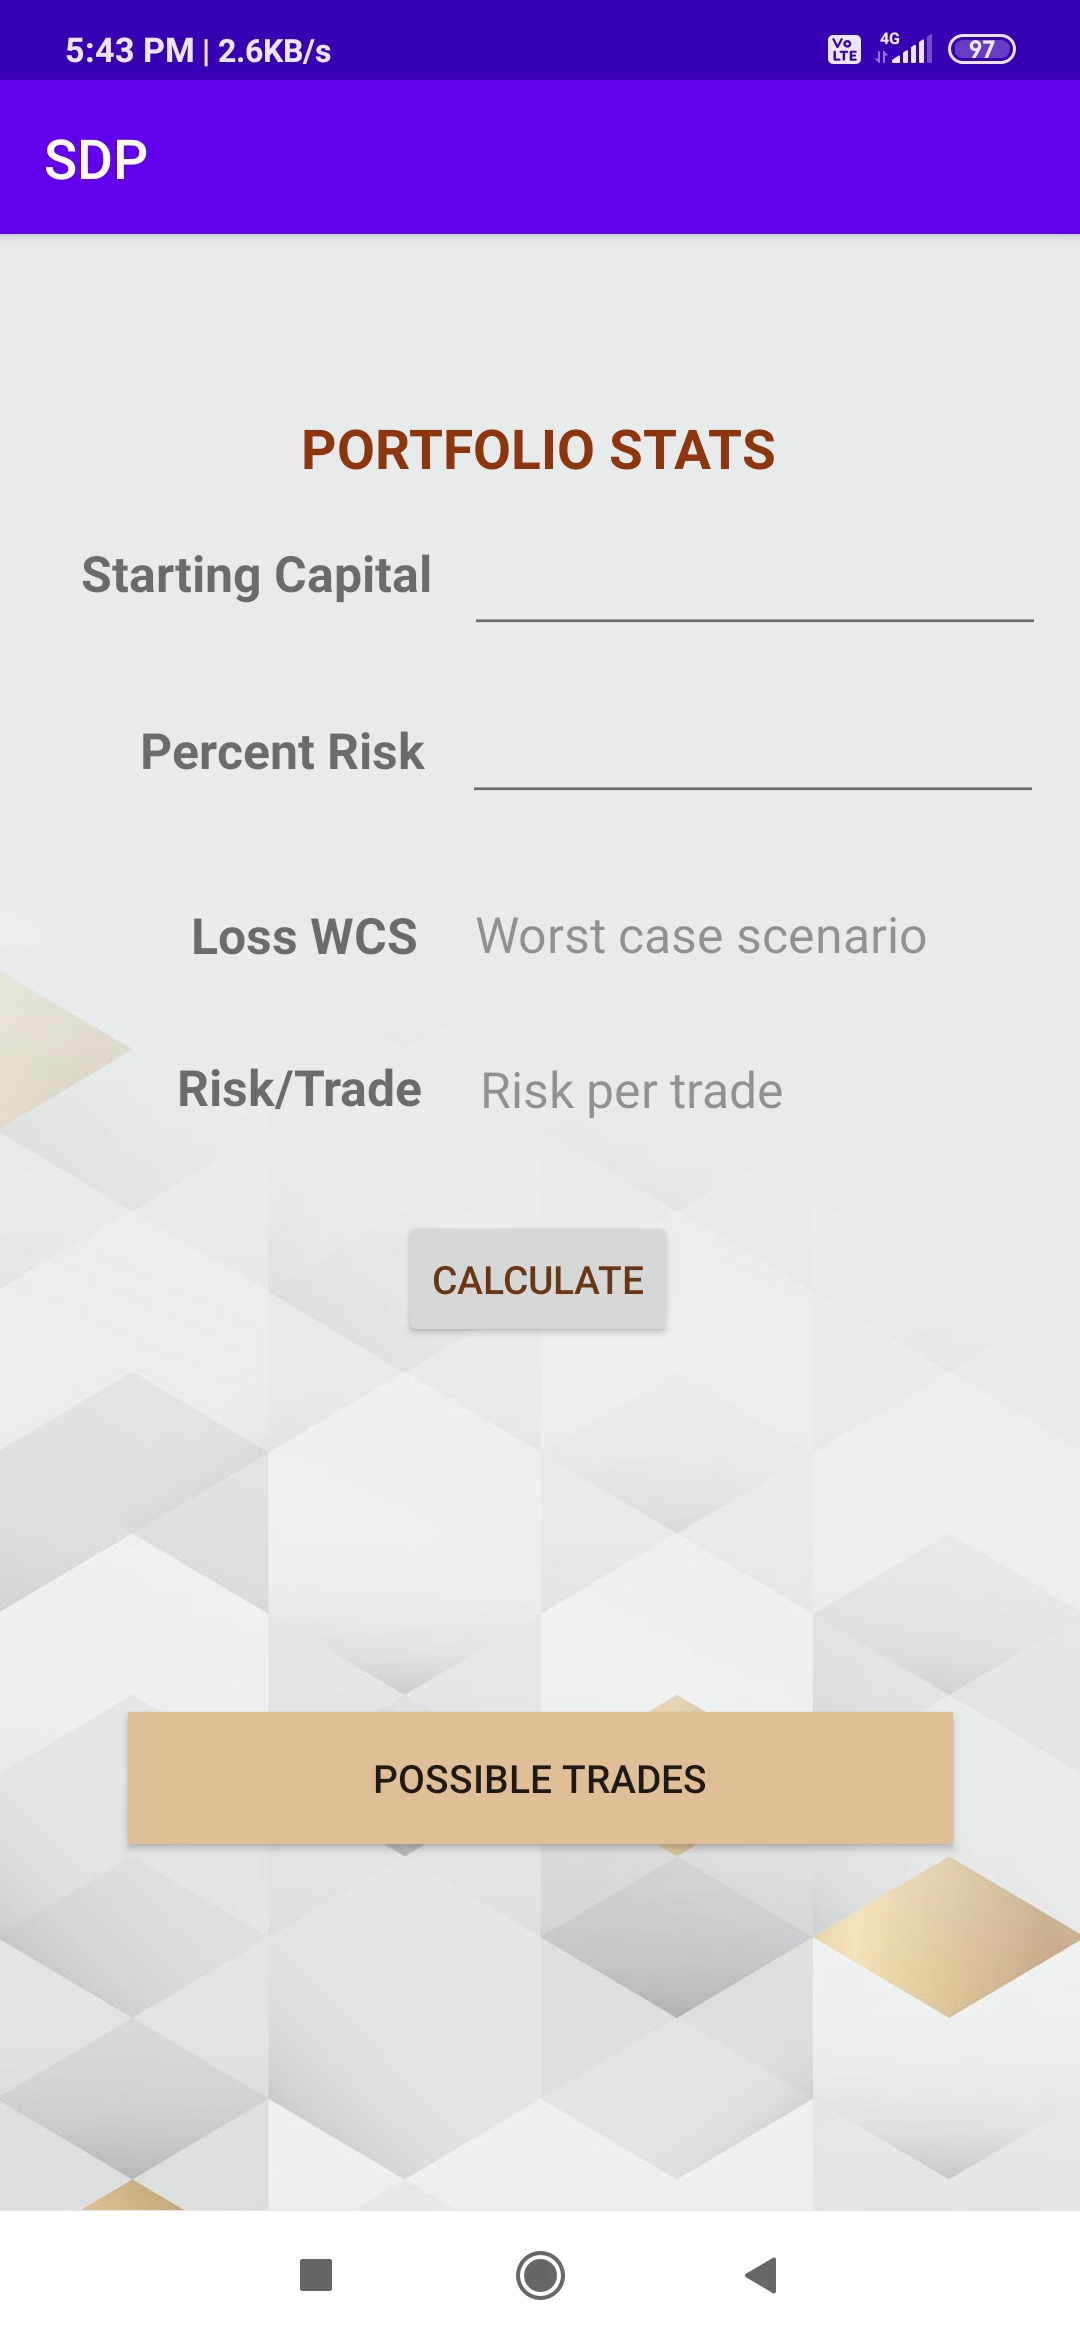 5:43 PM | 2.6KB/s Vo LTE 4G 97
SDP
PORTFOLIO STATS
Starting Capital
Percent Risk
Loss WCS Worst case scenario
Risk/Trade Risk per trade
CALCULATE
POSSIBLE TRADES